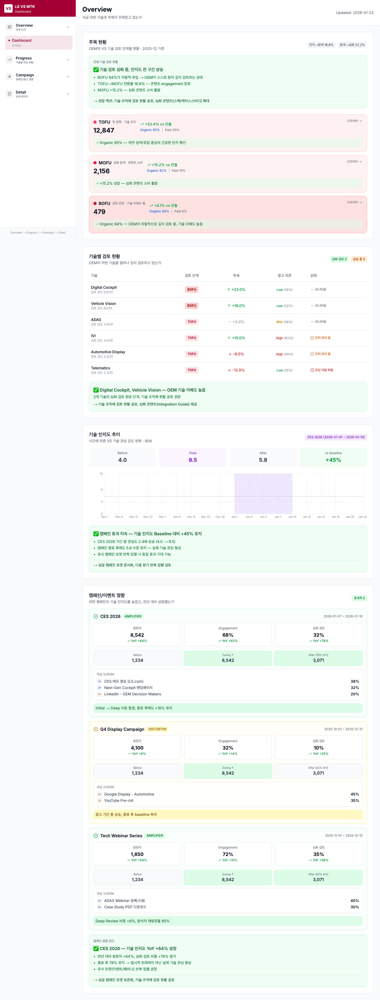 VS
LG VS MTK
Dashboard
Overview
전체 요약
Dashboard
대시보드
Progress
기술별 관심 현황
Campaign
캠페인/광고 영향
Detail
상세 데이터
Overview → Progress → Campaign → Detail
Overview
지금 어떤 기술과 주제가 주목받고 있는가
Updated: 2026-01-23
주목 현황
OEM의 VS 기술 검토 단계별 현황 · 2025-12 기준
인지→탐색 16.8%
탐색→심화 22.2%
전체 기술 검토 현황
✅ 기술 검토 심화 중, 인지도 전 구간 상승
• BOFU 94%가 자발적 유입 → OEM이 스스로 찾아 깊이 검토하는 상태
• TOFU→MOFU 전환율 16.8% — 콘텐츠 engagement 양호
• MOFU +15.2% — 심화 콘텐츠 소비 활발
→ 권장 액션: 기술 조직에 검토 현황 공유, 심화 콘텐츠(스펙/케이스스터디) 확대
TOFU 첫 접촉 · 기술 인지
12,847
+23.4% vs 전월
Organic 65% | Paid 35%
드라이버
✓ Organic 65% — 자연 검색/유입 중심의 건강한 인지 확산
MOFU 심화 탐색 · 콘텐츠 소비
2,156
+15.2% vs 전월
Organic 82% | Paid 18%
드라이버
✓ +15.2% 성장 — 심화 콘텐츠 소비 활발
BOFU 검토 완료 · 기술 이해도 高
479
+8.1% vs 전월
Organic 94% | Paid 6%
드라이버
✓ Organic 94% — OEM이 자발적으로 깊이 검토 중, 기술 이해도 높음
기술별 검토 현황
OEM이 어떤 기술을 얼마나 깊이 검토하고 있는가
심화 검토 2
상승 중 3
기술 검토 단계 추세 광고 의존 상태
Digital Cockpit
검토 강도 6.6/10
BOFU ↑ +23.0% Low (18%) — 모니터링
Vehicle Vision
검토 강도 6.1/10
BOFU ↑ +18.0% Low (22%) — 모니터링
ADAS
검토 강도 4.9/10
TOFU — +2.0% Mid (38%) — 모니터링
IVI
검토 강도 4.0/10
TOFU ↑ +15.0% High (62%) 인지 유지 중
Automotive Display
검토 강도 2.8/10
TOFU ↓ -8.0% High (58%) 인지 유지 중
Telematics
검토 강도 2.3/10
TOFU ↓ -12.0% Low (15%) 관심 이탈 위험
✅ Digital Cockpit, Vehicle Vision — OEM 기술 이해도 높음
2개 기술이 심화 검토 완료 단계. 기술 조직에 현황 공유 권장
→ 기술 조직에 검토 현황 공유, 심화 콘텐츠(Integration Guide) 제공
기술 인지도 추이
시간에 따른 VS 기술 관심 강도 변화 · 90d
CES 2026 (2026-01-07 ~ 2026-01-10)
Before
4.0
Peak
9.5
After
5.8
vs Baseline
+45%
10
6
3
0
Nov 1 Nov 8 Nov 15 Nov 22 Dec 1 Dec 8 Dec 15 Dec 22 Dec 29 Jan 1 Jan 3 Jan 5 Jan 7 Jan 10 Jan 12 Jan 15 Jan 18 Jan 20 Jan 23
✅ 캠페인 효과 지속 — 기술 인지도 Baseline 대비 +45% 유지
• CES 2026 기간 중 관심도 2.4배 상승 (4.0 → 9.5)
• 캠페인 종료 후에도 5.8 수준 유지 — 실제 기술 관심 형성
• 유사 캠페인 포맷 반복 집행 시 동일 효과 기대 가능
→ 성공 캠페인 포맷 문서화, 다음 분기 반복 집행 검토
캠페인/이벤트 영향
어떤 캠페인이 기술 인지도를 높였고, 전년 대비 성장했는가
효과적 2
CES 2026 AMPLIFIER
2026-01-07 ~ 2026-01-10
방문자
8,542
YoY +64%
Engagement
68%
YoY +62%
심화 검토
32%
YoY +78%
Before
1,234
During ↑
8,542
After (78% 유지)
3,071
주요 드라이버
CES 데모 영상 (LG.com) 38%
Next-Gen Cockpit 랜딩페이지 32%
LinkedIn - OEM Decision Makers 20%
Initial → Deep 이동 발생, 종료 후에도 +18% 유지
Q4 Display Campaign DISTORTER
2025-10-01 ~ 2025-12-31
방문자
4,100
YoY +8%
Engagement
32%
YoY +14%
심화 검토
10%
YoY +25%
Before
1,234
During ↑
8,542
After (42% 유지)
3,071
주요 드라이버
Google Display - Automotive 45%
YouTube Pre-roll 35%
광고 기간 중 상승, 종료 후 baseline 복귀
Tech Webinar Series AMPLIFIER
2025-11-01 ~ 2025-12-15
방문자
1,850
YoY +54%
Engagement
72%
YoY +31%
심화 검토
35%
YoY +59%
Before
1,234
During ↑
8,542
After (82% 유지)
3,071
주요 드라이버
ADAS Webinar 등록/시청 40%
Case Study PDF 다운로드 30%
Deep Review 비중 +8%, 참석자 재방문율 65%
캠페인 종합 판단
✅ CES 2026 — 기술 인지도 YoY +64% 성장
• 전년 대비 방문자 +64%, 심화 검토 비중 +78% 증가
• 종료 후 78% 유지 → 일시적 트래픽이 아닌 실제 기술 관심 형성
• 유사 포맷(이벤트/웨비나) 반복 집행 권장
→ 성공 캠페인 포맷 표준화, 기술 조직에 검토 현황 공유